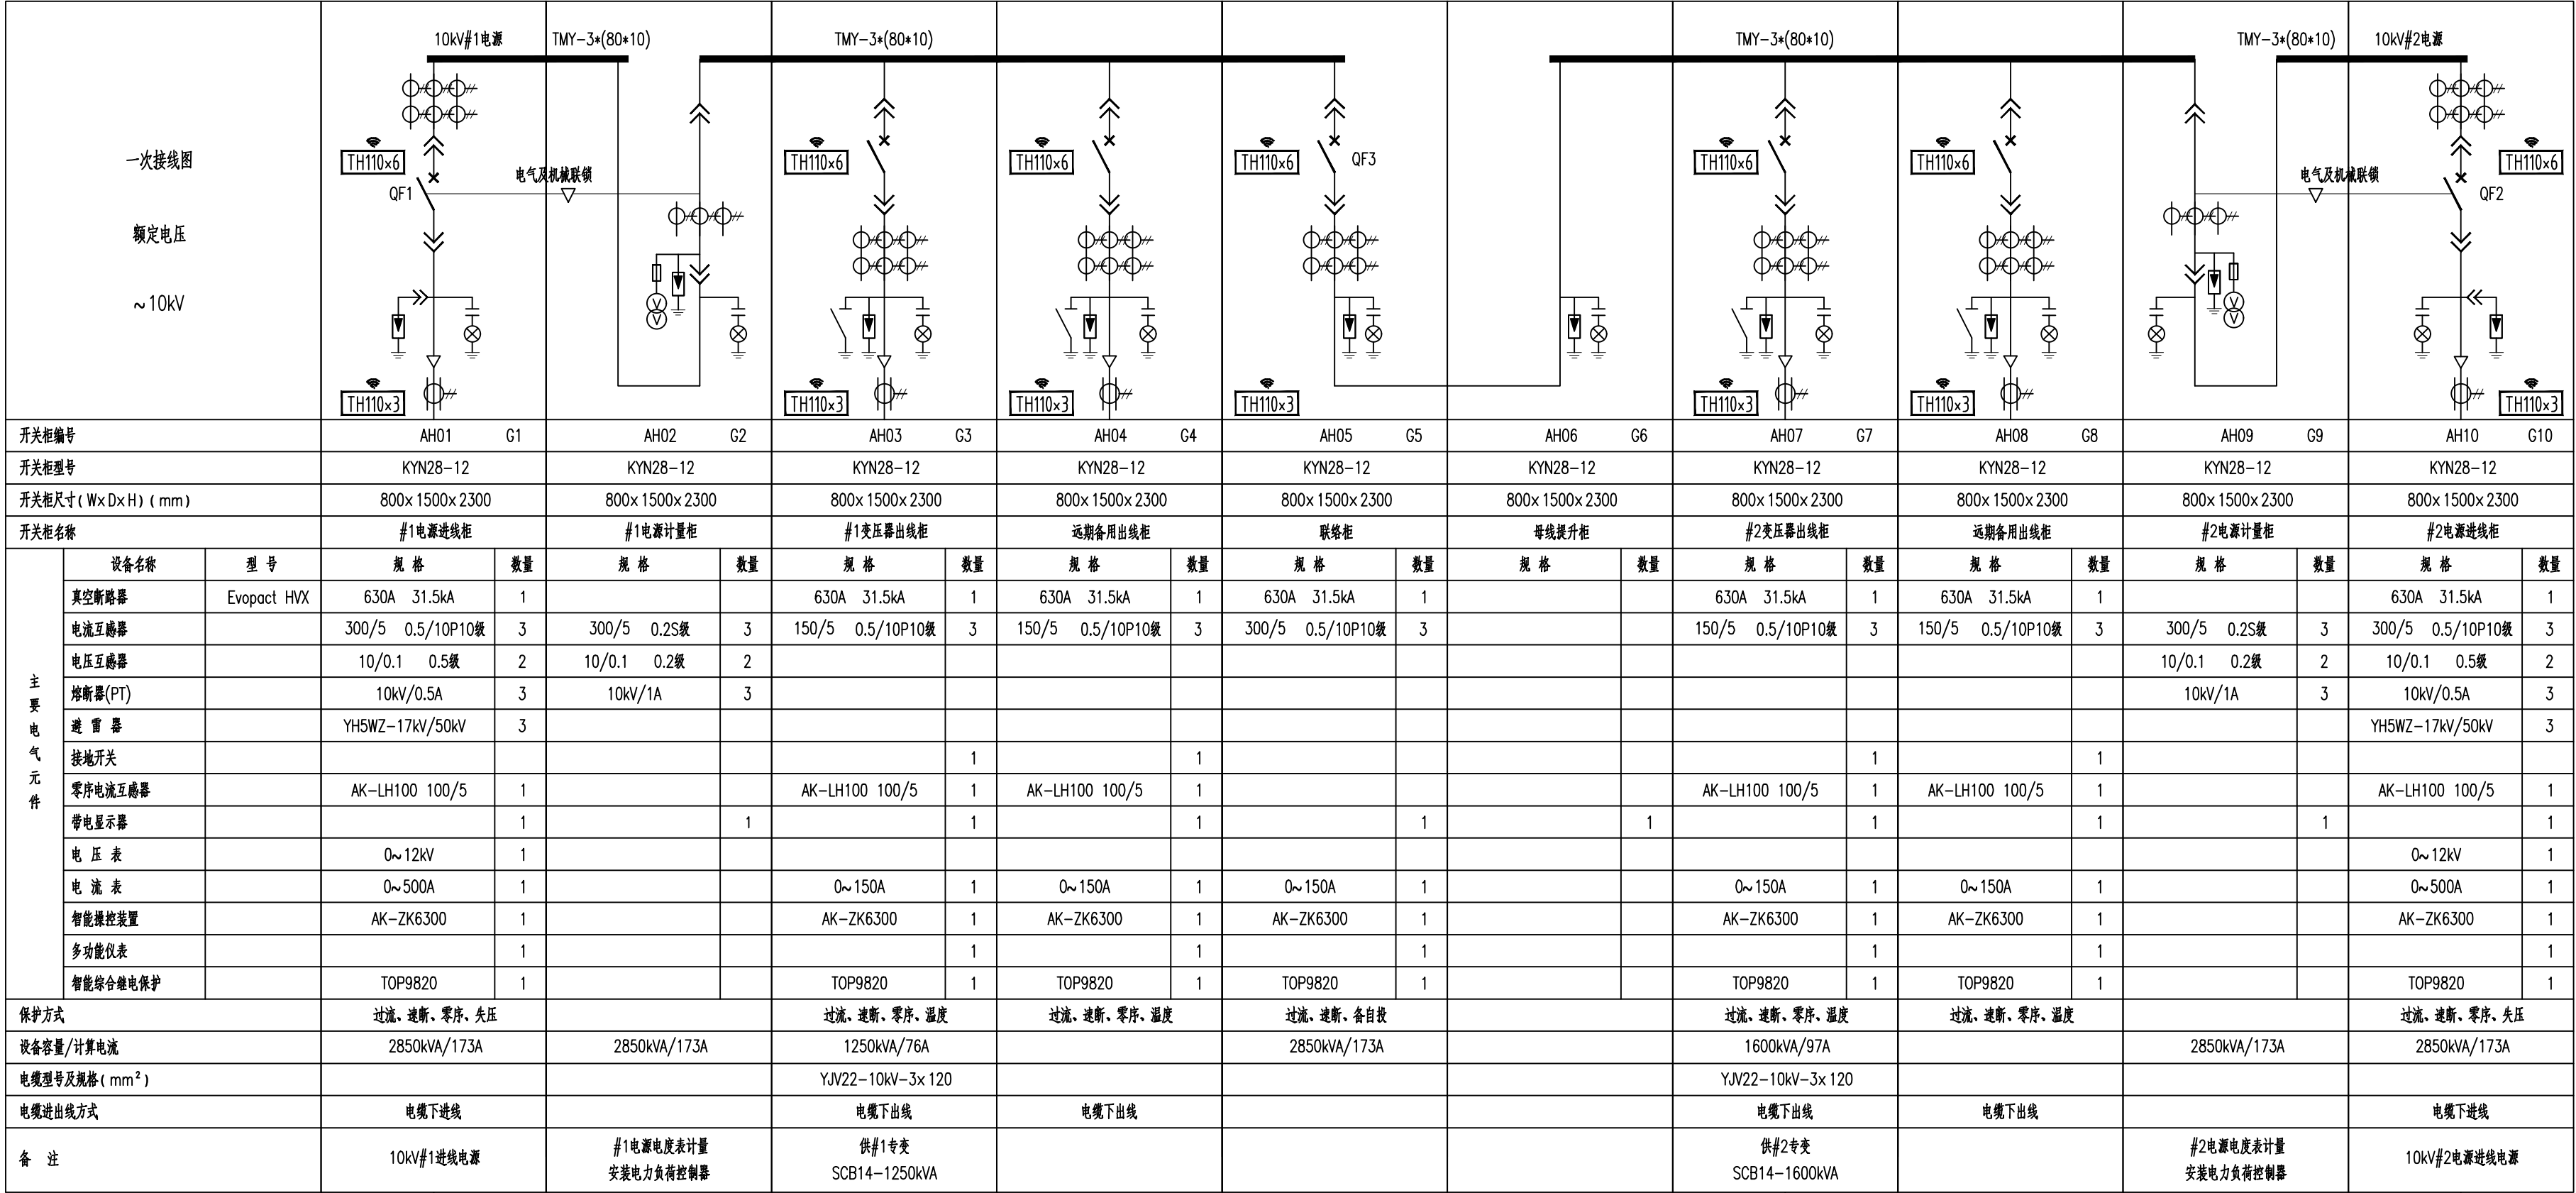 10kV#1电源 TMY-3*(80*10) TMY-3*(80*10) TMY-3*(80*10) TMY-3*(80*10) 10kV#2电源
一次接线图
TH110×6 TH110×6 TH110×6 TH110×6 QF3 TH110×6 TH110×6 TH110×6
电气及机械联锁 电气及机械联锁
QF1 QF2
额定电压
~10kV
TH110×3 TH110×3 TH110×3 TH110×3 TH110×3 TH110×3 TH110×3
开关柜编号 AH01 G1 AH02 G2 AH03 G3 AH04 G4 AH05 G5 AH06 G6 AH07 G7 AH08 G8 AH09 G9 AH10 G10
开关柜型号 KYN28-12 KYN28-12 KYN28-12 KYN28-12 KYN28-12 KYN28-12 KYN28-12 KYN28-12 KYN28-12 KYN28-12
开关柜尺寸(WxDxH)(mm) 800x1500x2300 800x1500x2300 800x1500x2300 800x1500x2300 800x1500x2300 800x1500x2300 800x1500x2300 800x1500x2300 800x1500x2300 800x1500x2300
开关柜名称 #1电源进线柜 #1电源计量柜 #1变压器出线柜 远期备用出线柜 联络柜 母线提升柜 #2变压器出线柜 远期备用出线柜 #2电源计量柜 #2电源进线柜
主要电气元件
设备名称 型号 规格 数量 规格 数量 规格 数量 规格 数量 规格 数量 规格 数量 规格 数量 规格 数量 规格 数量 规格 数量
真空断路器 Evopact HVX 630A 31.5kA 1 630A 31.5kA 1 630A 31.5kA 1 630A 31.5kA 1 630A 31.5kA 1 630A 31.5kA 1 630A 31.5kA 1
电流互感器 300/5 0.5/10P10级 3 300/5 0.2S级 3 150/5 0.5/10P10级 3 150/5 0.5/10P10级 3 300/5 0.5/10P10级 3 150/5 0.5/10P10级 3 150/5 0.5/10P10级 3 300/5 0.2S级 3 300/5 0.5/10P10级 3
电压互感器 10/0.1 0.5级 2 10/0.1 0.2级 2 10/0.1 0.2级 2 10/0.1 0.5级 2
熔断器(PT) 10kV/0.5A 3 10kV/1A 3 10kV/1A 3 10kV/0.5A 3
避雷器 YH5WZ-17kV/50kV 3 YH5WZ-17kV/50kV 3
接地开关 1 1 1 1
零序电流互感器 AK-LH100 100/5 1 AK-LH100 100/5 1 AK-LH100 100/5 1 AK-LH100 100/5 1 AK-LH100 100/5 1 AK-LH100 100/5 1
带电显示器 1 1 1 1 1 1 1 1 1 1
电压表 0~12kV 1 0~12kV 1
电流表 0~500A 1 0~150A 1 0~150A 1 0~150A 1 0~150A 1 0~150A 1 0~500A 1
智能操控装置 AK-ZK6300 1 AK-ZK6300 1 AK-ZK6300 1 AK-ZK6300 1 AK-ZK6300 1 AK-ZK6300 1 AK-ZK6300 1
多功能仪表 1 1 1 1 1 1 1
智能综合继电保护 TOP9820 1 TOP9820 1 TOP9820 1 TOP9820 1 TOP9820 1 TOP9820 1 TOP9820 1
保护方式 过流、速断、零序、失压 过流、速断、零序、温度 过流、速断、零序、温度 过流、速断、备自投 过流、速断、零序、温度 过流、速断、零序、温度 过流、速断、零序、失压
设备容量/计算电流 2850kVA/173A 2850kVA/173A 1250kVA/76A 2850kVA/173A 1600kVA/97A 2850kVA/173A 2850kVA/173A
电缆型号及规格(mm²) YJV22-10kV-3x120 YJV22-10kV-3x120
电缆进出线方式 电缆下进线 电缆下出线 电缆下出线 电缆下出线 电缆下出线 电缆下进线
备注 10kV#1进线电源 #1电源电度表计量 供#1专变 供#2专变 #2电源电度表计量 10kV#2电源进线电源
安装电力负荷控制器 SCB14-1250kVA SCB14-1600kVA 安装电力负荷控制器